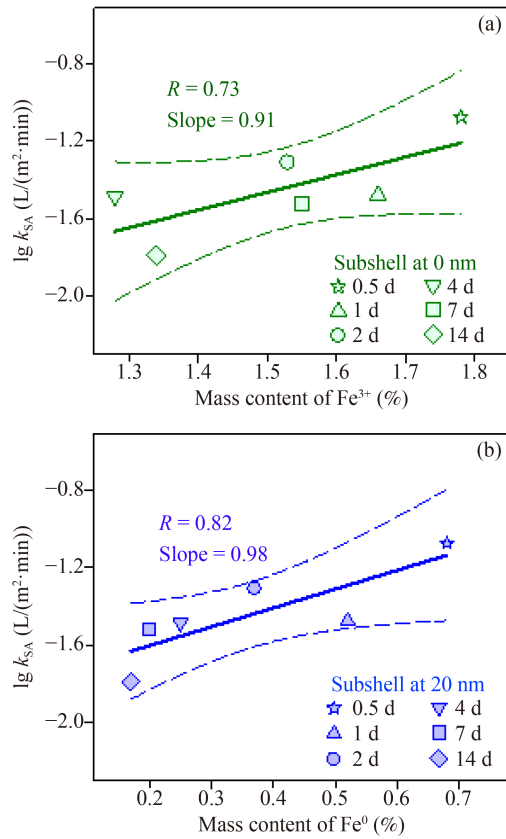 (a)
−0.8
−1.2
−1.6
−2.0
lg k_SA (L/(m²·min))
R = 0.73
Slope = 0.91
Subshell at 0 nm
0.5 d 4 d
1 d 7 d
2 d 14 d
1.3 1.4 1.5 1.6 1.7 1.8
Mass content of Fe³⁺ (%)
(b)
−0.8
−1.2
−1.6
−2.0
lg k_SA (L/(m²·min))
R = 0.82
Slope = 0.98
Subshell at 20 nm
0.5 d 4 d
1 d 7 d
2 d 14 d
0.2 0.3 0.4 0.5 0.6 0.7
Mass content of Fe⁰ (%)